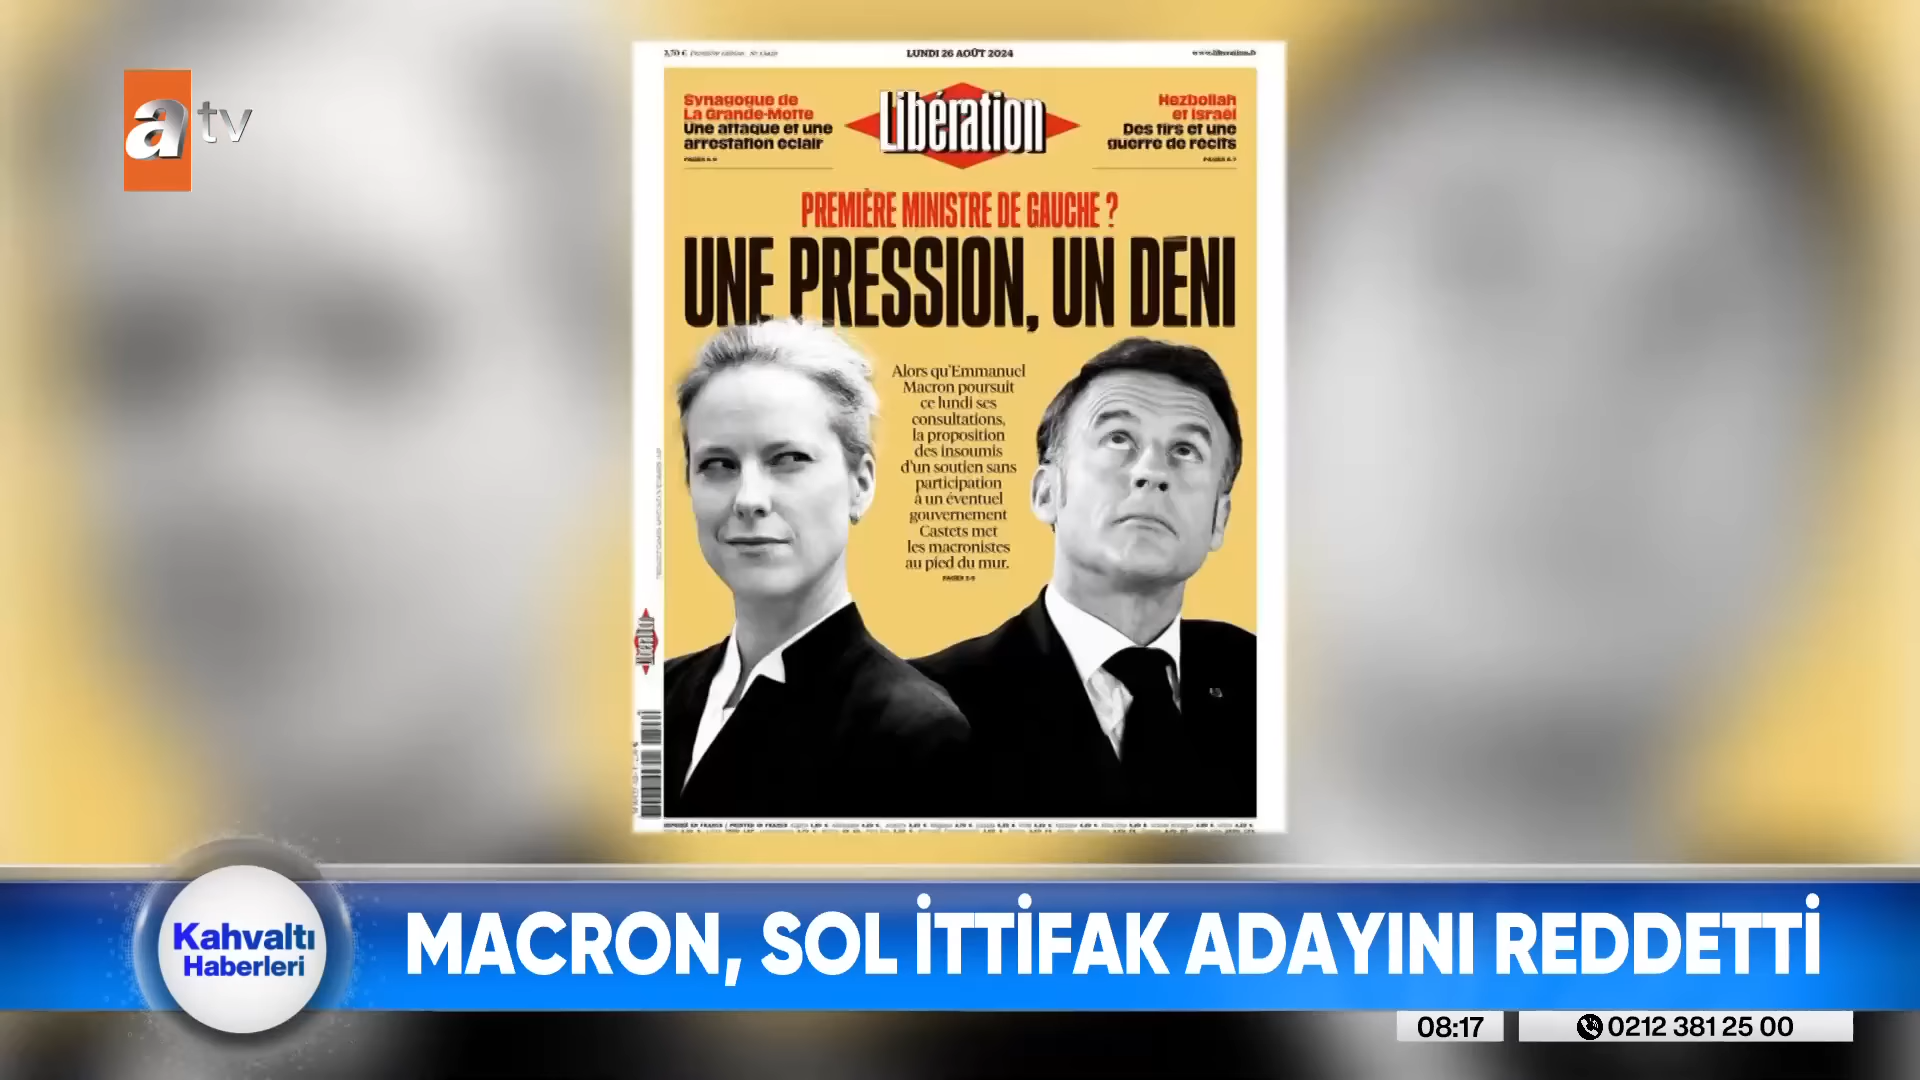 a tv
LUNDI 26 AOÛT 2024
Synagogue de
La Grande-Motte
Une attaque et une
arrestation éclair
Libération
Hezbollah
et Israël
Des tirs et une
guerre de récits
PREMIÈRE MINISTRE DE GAUCHE ?
UNE PRESSION, UN DÉNI
Alors qu'Emmanuel
Macron poursuit
ce lundi ses
consultations,
la proposition
des insoumis
d'un soutien sans
participation
à un éventuel
gouvernement
Castets met
les macronistes
au pied du mur.
Libération
Kahvaltı
Haberleri
MACRON, SOL İTTİFAK ADAYINI REDDETTİ
08:17
0212 381 25 00